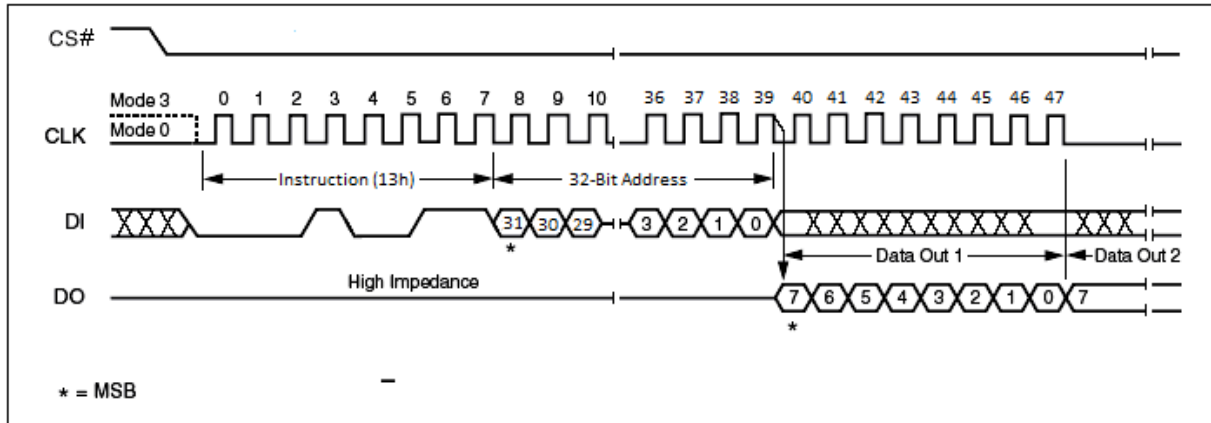 CS#
Mode 3 0 1 2 3 4 5 6 7 8 9 10 36 37 38 39 40 41 42 43 44 45 46 47
CLK Mode 0
Instruction (13h) 32-Bit Address
DI 31 30 29 3 2 1 0
* Data Out 1 Data Out 2
High Impedance
DO 7 6 5 4 3 2 1 0 7
*
* = MSB